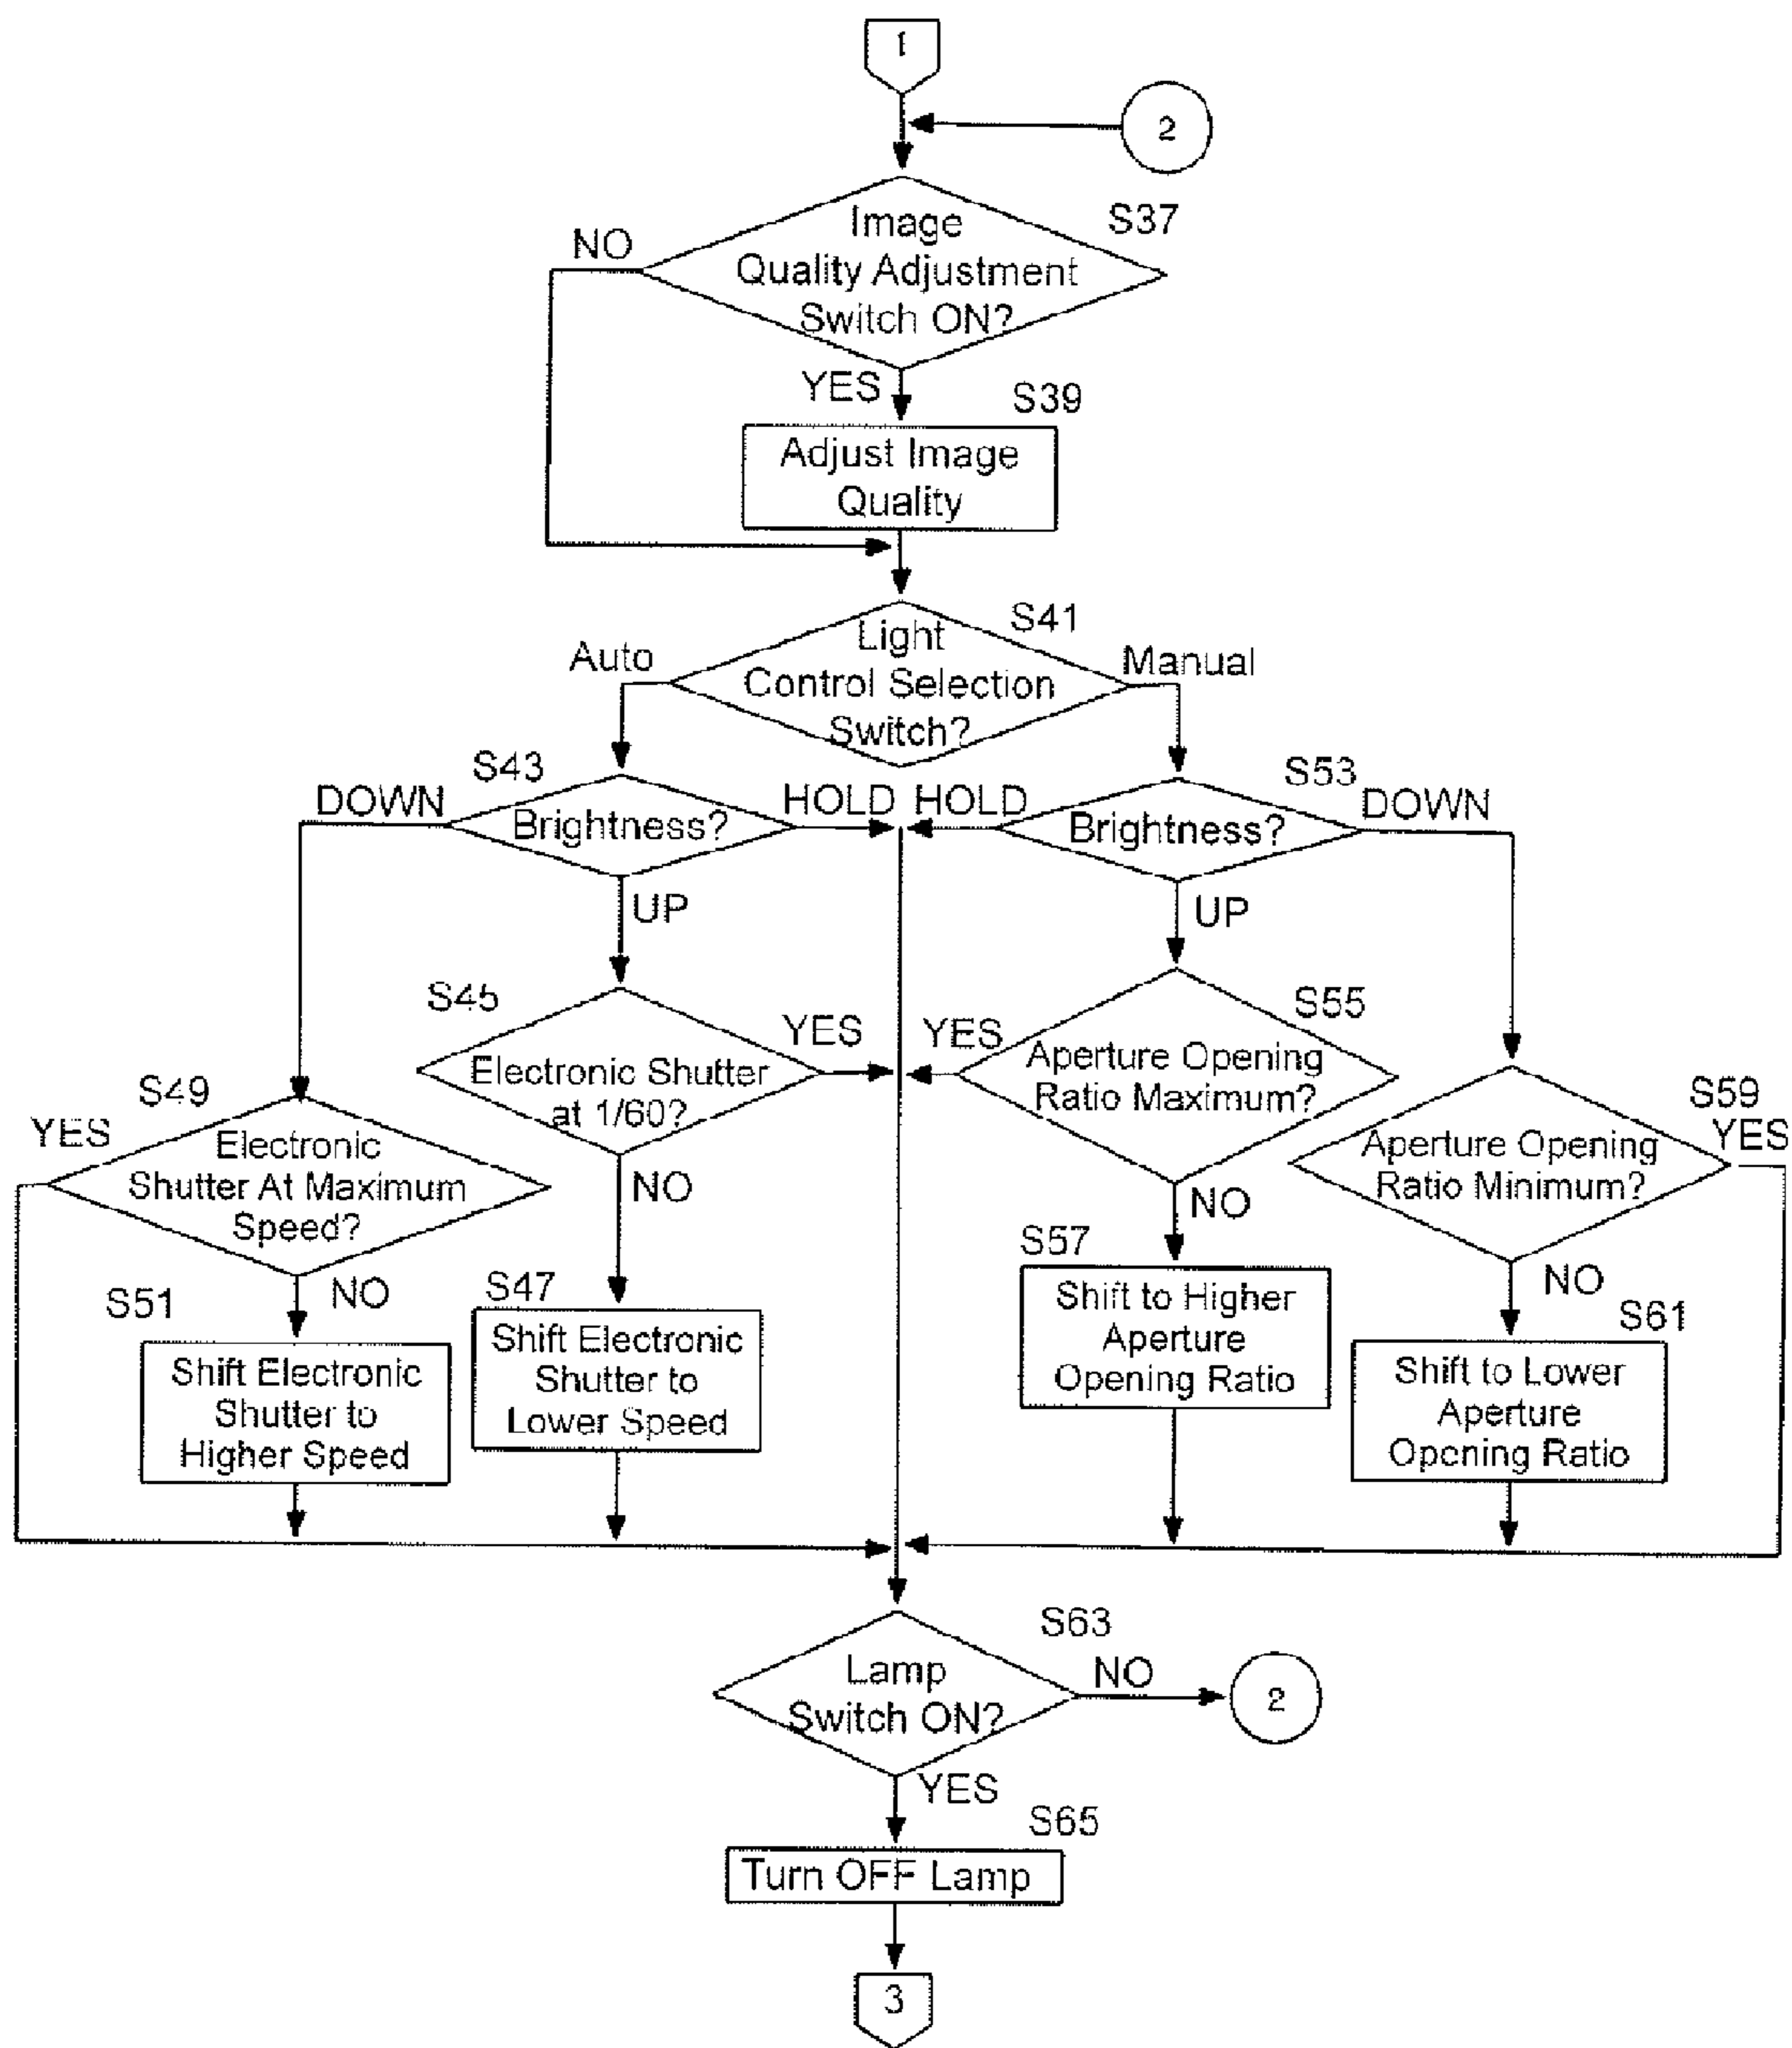 1
2
S37
Image
Quality Adjustment
Switch ON?
NO
YES
S39
Adjust Image
Quality
S41
Light
Control Selection
Switch?
Auto
Manual
S43
Brightness?
DOWN
HOLD
UP
S53
Brightness?
HOLD
DOWN
UP
S45
Electronic Shutter
at 1/60?
YES
NO
S55
Aperture Opening
Ratio Maximum?
YES
NO
S49
Electronic
Shutter At Maximum
Speed?
YES
NO
S59
Aperture Opening
Ratio Minimum?
YES
NO
S51
Shift Electronic
Shutter to
Higher Speed
S47
Shift Electronic
Shutter to
Lower Speed
S57
Shift to Higher
Aperture
Opening Ratio
S61
Shift to Lower
Aperture
Opening Ratio
S63
Lamp
Switch ON?
NO
2
YES
S65
Turn OFF Lamp
3